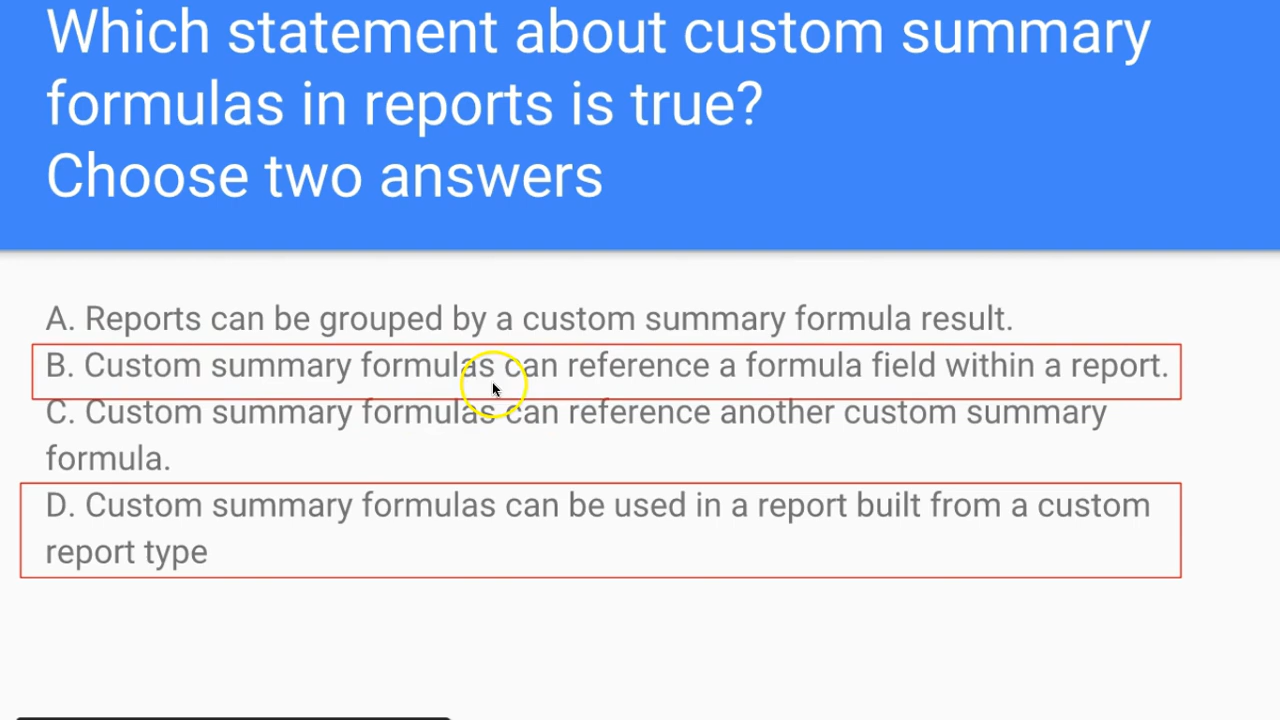 Which statement about custom summary
formulas in reports is true?
Choose two answers
A. Reports can be grouped by a custom summary formula result.
B. Custom summary formulas can reference a formula field within a report.
C. Custom summary formulas can reference another custom summary
formula.
D. Custom summary formulas can be used in a report built from a custom
report type